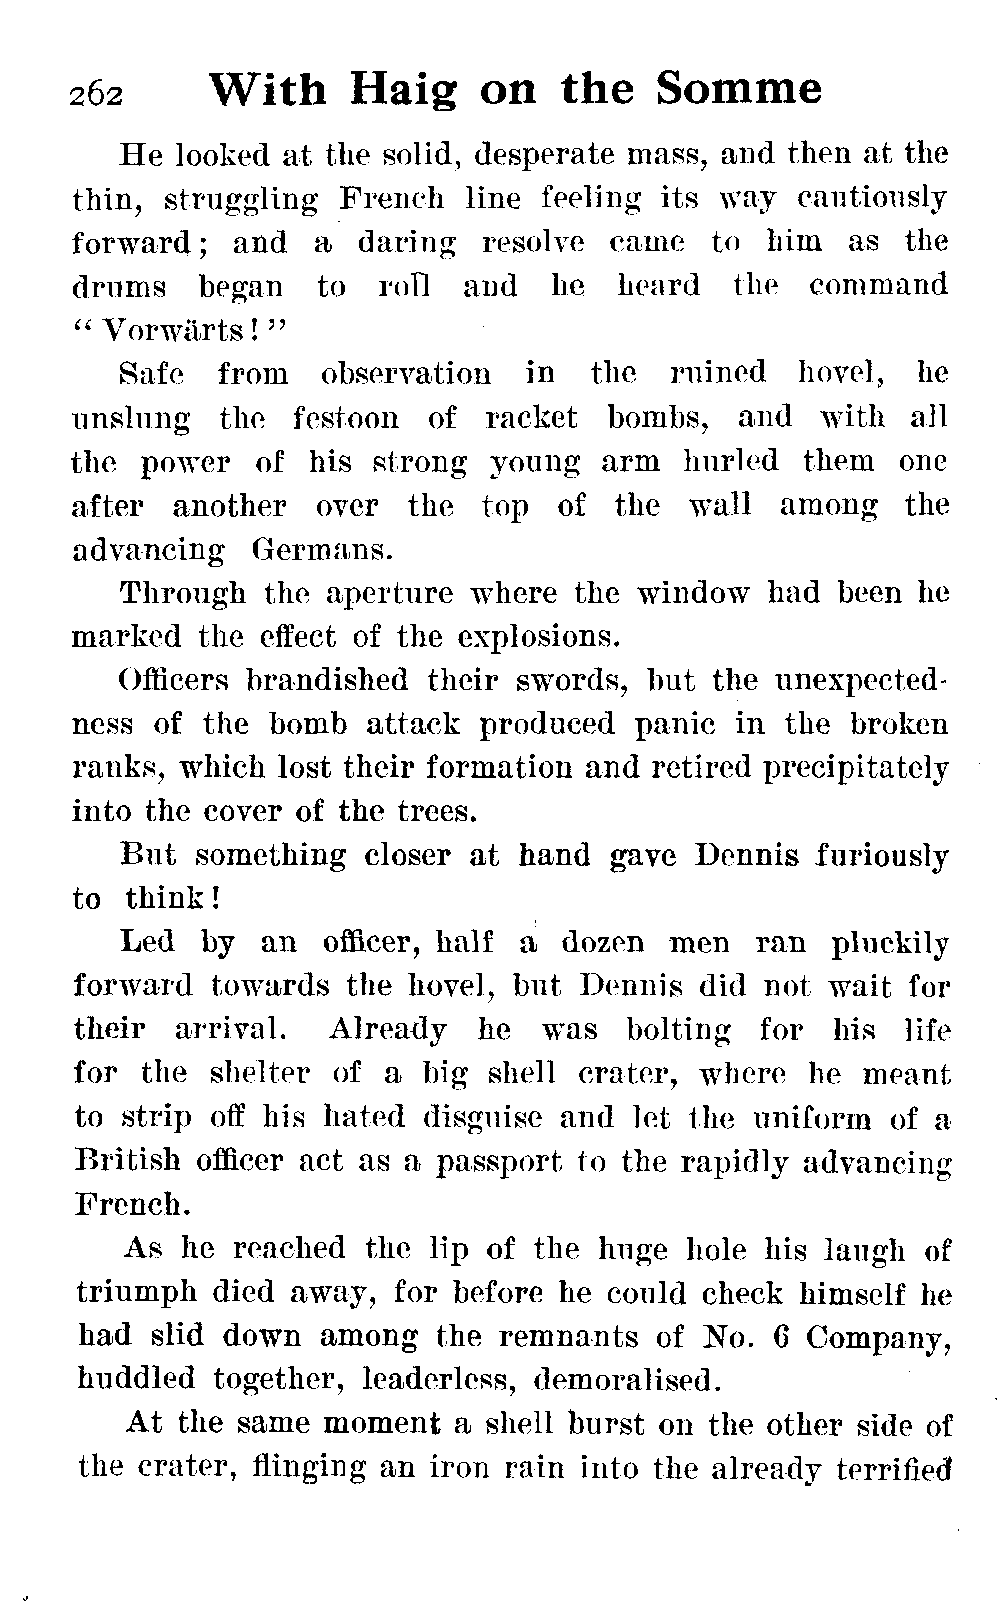 262 With Haig on the Somme
He looked at the solid, desperate mass, and then at the
thin, struggling French line feeling its way cautiously
forward; and a daring resolve came to him as the
drums began to roll and he heard the command
“Vorwärts!”
Safe from observation in the ruined hovel, he
unslung the festoon of racket bombs, and with all
the power of his strong young arm hurled them one
after another over the top of the wall among the
advancing Germans.
Through the aperture where the window had been he
marked the effect of the explosions.
Officers brandished their swords, but the unexpected-
ness of the bomb attack produced panic in the broken
ranks, which lost their formation and retired precipitately
into the cover of the trees.
But something closer at hand gave Dennis furiously
to think!
Led by an officer, half a dozen men ran pluckily
forward towards the hovel, but Dennis did not wait for
their arrival. Already he was bolting for his life
for the shelter of a big shell crater, where he meant
to strip off his hated disguise and let the uniform of a
British officer act as a passport to the rapidly advancing
French.
As he reached the lip of the huge hole his laugh of
triumph died away, for before he could check himself he
had slid down among the remnants of No. 6 Company,
huddled together, leaderless, demoralised.
At the same moment a shell burst on the other side of
the crater, flinging an iron rain into the already terrified